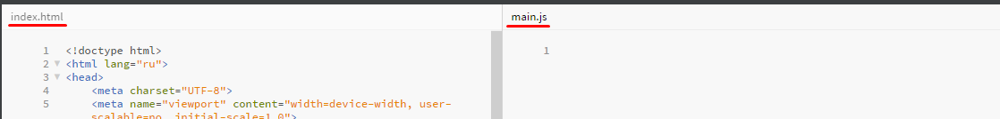 index.html
main.js
1 <!doctype html>
2 <html lang="ru">
3 <head>
4 <meta charset="UTF-8">
5 <meta name="viewport" content="width=device-width, user-
scalable=no, initial-scale=1.0">
1